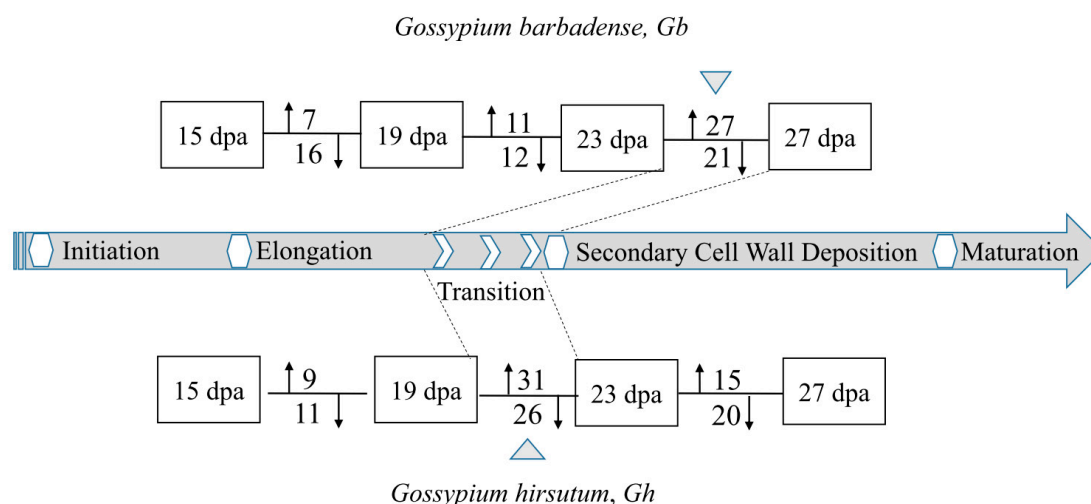 Gossypium barbadense, Gb
15 dpa 7 19 dpa 11 23 dpa 27 27 dpa
16 12 21
Initiation Elongation Secondary Cell Wall Deposition Maturation
Transition
15 dpa 9 19 dpa 31 23 dpa 15 27 dpa
11 26 20
Gossypium hirsutum, Gh